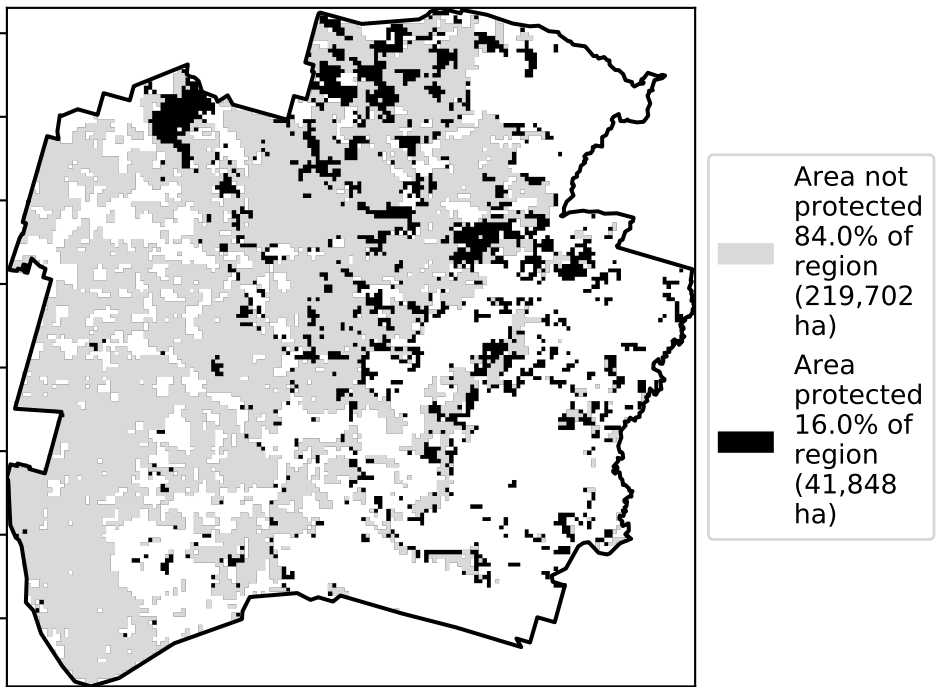 Area not
protected
84.0% of
region
(219,702
ha)
Area
protected
16.0% of
region
(41,848
ha)